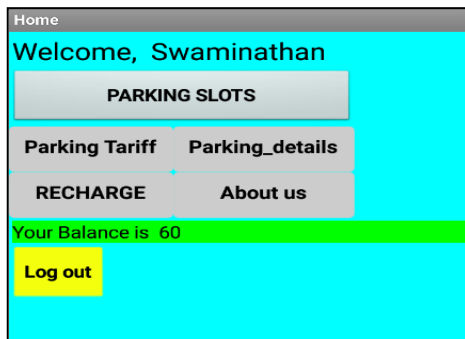 Home
Welcome, Swaminathan
PARKING SLOTS
Parking Tariff Parking_details
RECHARGE About us
Your Balance is 60
Log out